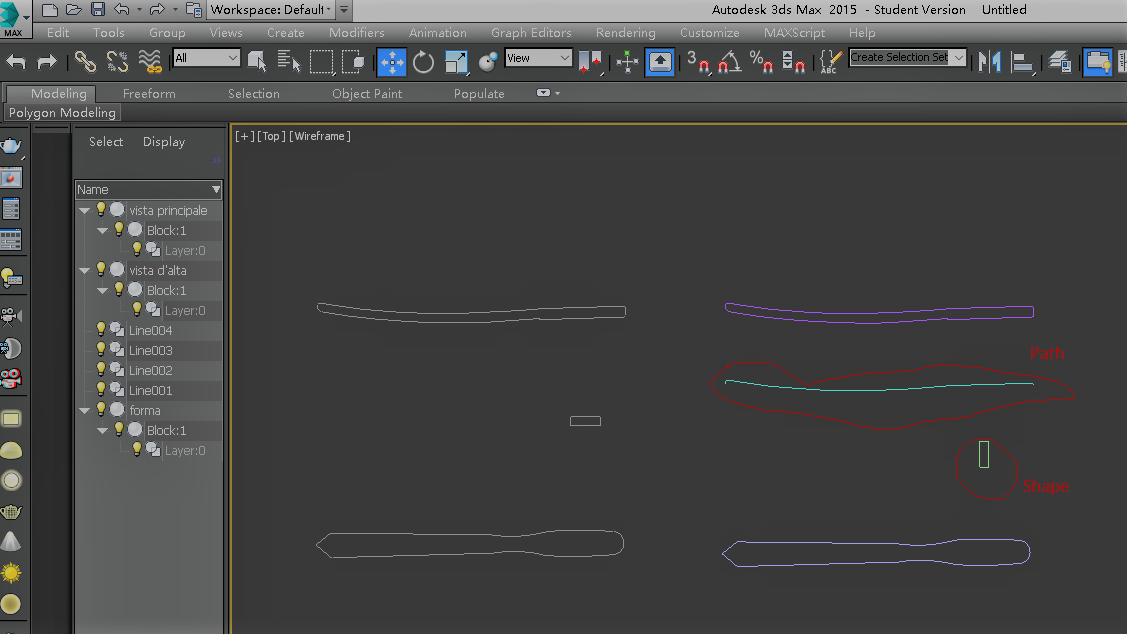 Workspace: Default
Autodesk 3ds Max 2015 - Student Version Untitled
MAX
Edit Tools Group Views Create Modifiers Animation Graph Editors Rendering Customize MAXScript Help
All
View
3
%
ABC
Create Selection Set
Modeling Freeform Selection Object Paint Populate
Polygon Modeling
[+][Top][Wireframe]
Select Display
Name
vista principale
Block:1
Layer:0
vista d'alta
Block:1
Layer:0
Line004
Line003
Line002
Line001
forma
Block:1
Layer:0
Path
Shape